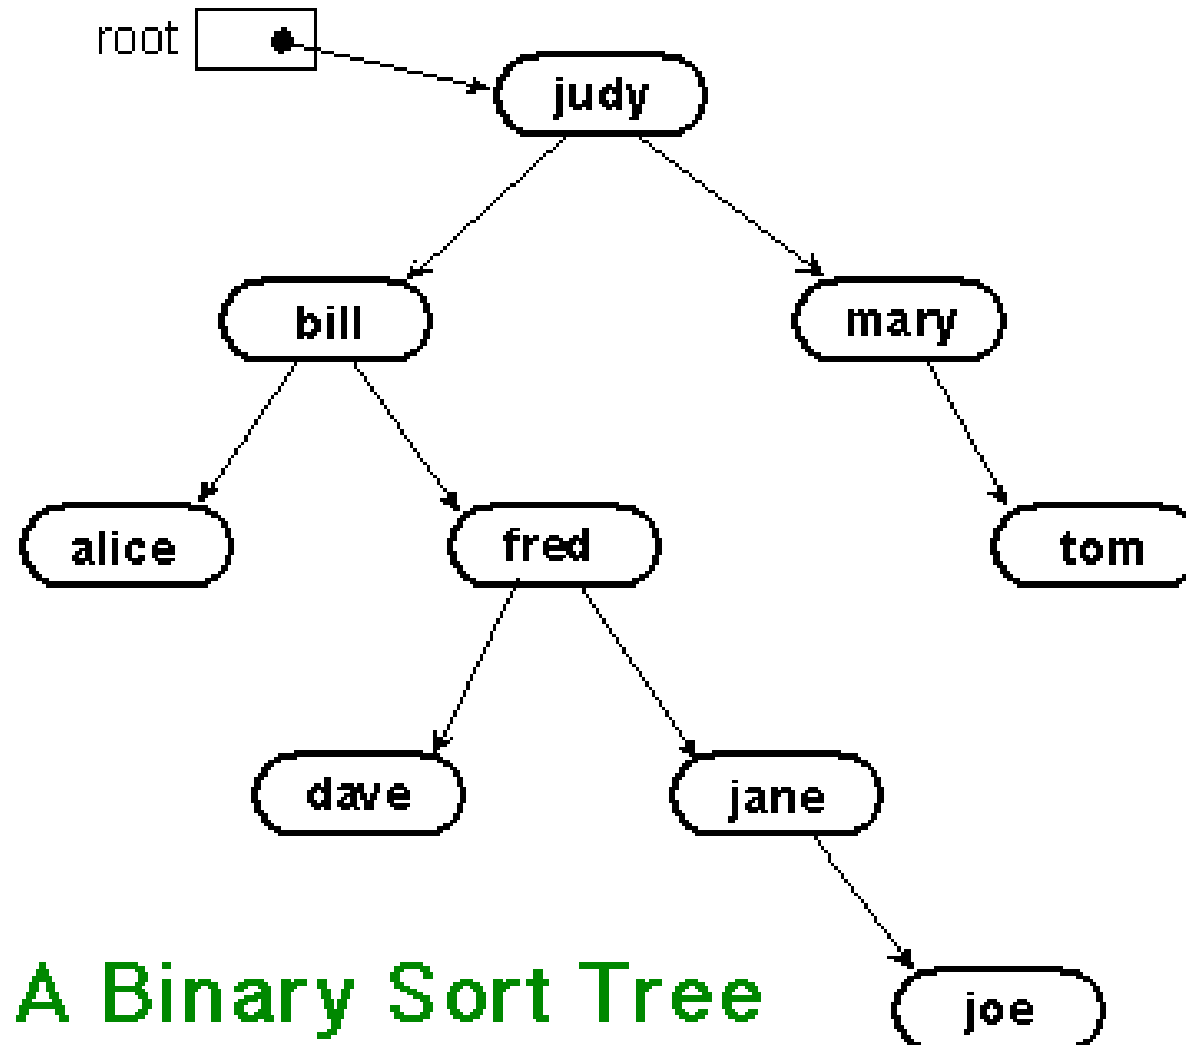 root
judy
bill
mary
alice
fred
tom
dave
jane
A Binary Sort Tree
joe